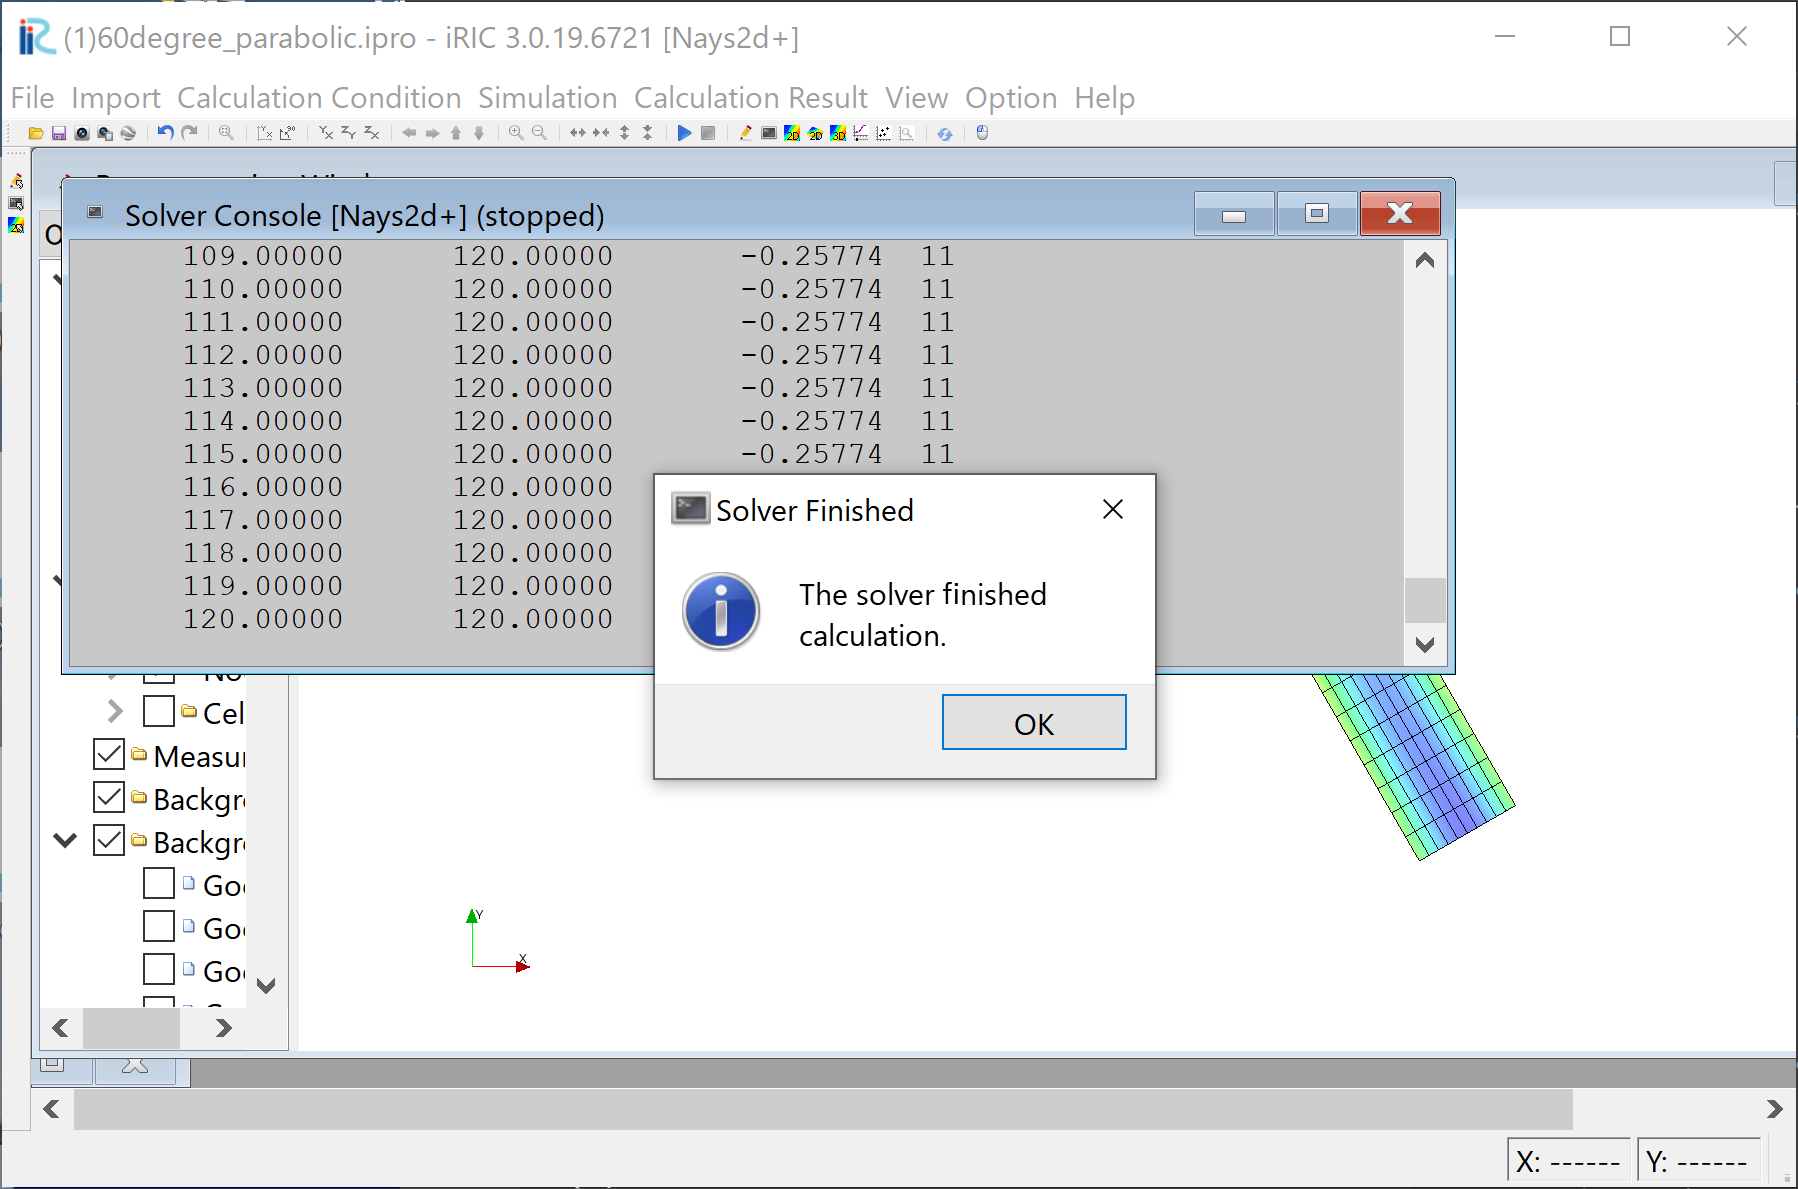 (1)60degree_parabolic.ipro - iRIC 3.0.19.6721 [Nays2d+]
File Import Calculation Condition Simulation Calculation Result View Option Help
Solver Console [Nays2d+] (stopped)
109.00000 120.00000 -0.25774 11
110.00000 120.00000 -0.25774 11
111.00000 120.00000 -0.25774 11
112.00000 120.00000 -0.25774 11
113.00000 120.00000 -0.25774 11
114.00000 120.00000 -0.25774 11
115.00000 120.00000 -0.25774 11
116.00000 120.00000
117.00000 120.00000
118.00000 120.00000
119.00000 120.00000
120.00000 120.00000
Solver Finished
The solver finished
calculation.
OK
Cel
Measur
Backgr
Backgr
Go
Go
Go
Y
X
X: ------ Y: ------